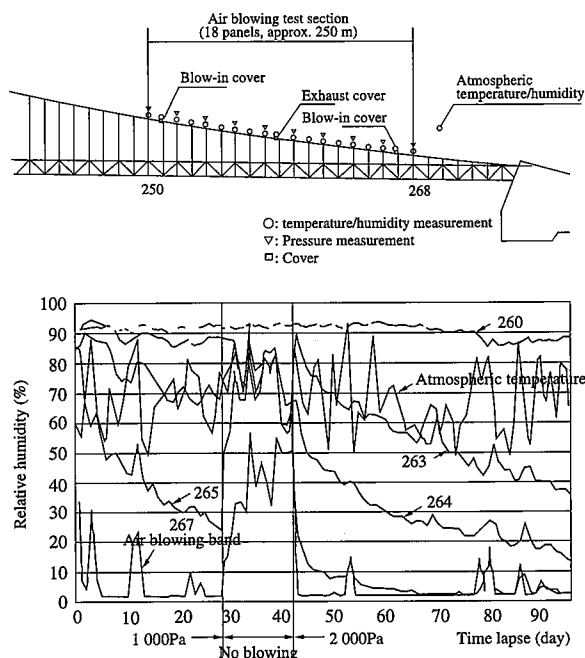 Air blowing test section
(18 panels, approx. 250 m)
Blow-in cover
Exhaust cover
Blow-in cover
Atmospheric
temperature/humidity
250
268
○: temperature/humidity measurement
▽: Pressure measurement
□: Cover
Relative humidity (%)
100
90
80
70
60
50
40
30
20
10
0
260
Atmospheric temperature
263
265
264
267
Air blowing band
0 10 20 30 40 50 60 70 80 90
1 000Pa
No blowing
2 000Pa
Time lapse (day)